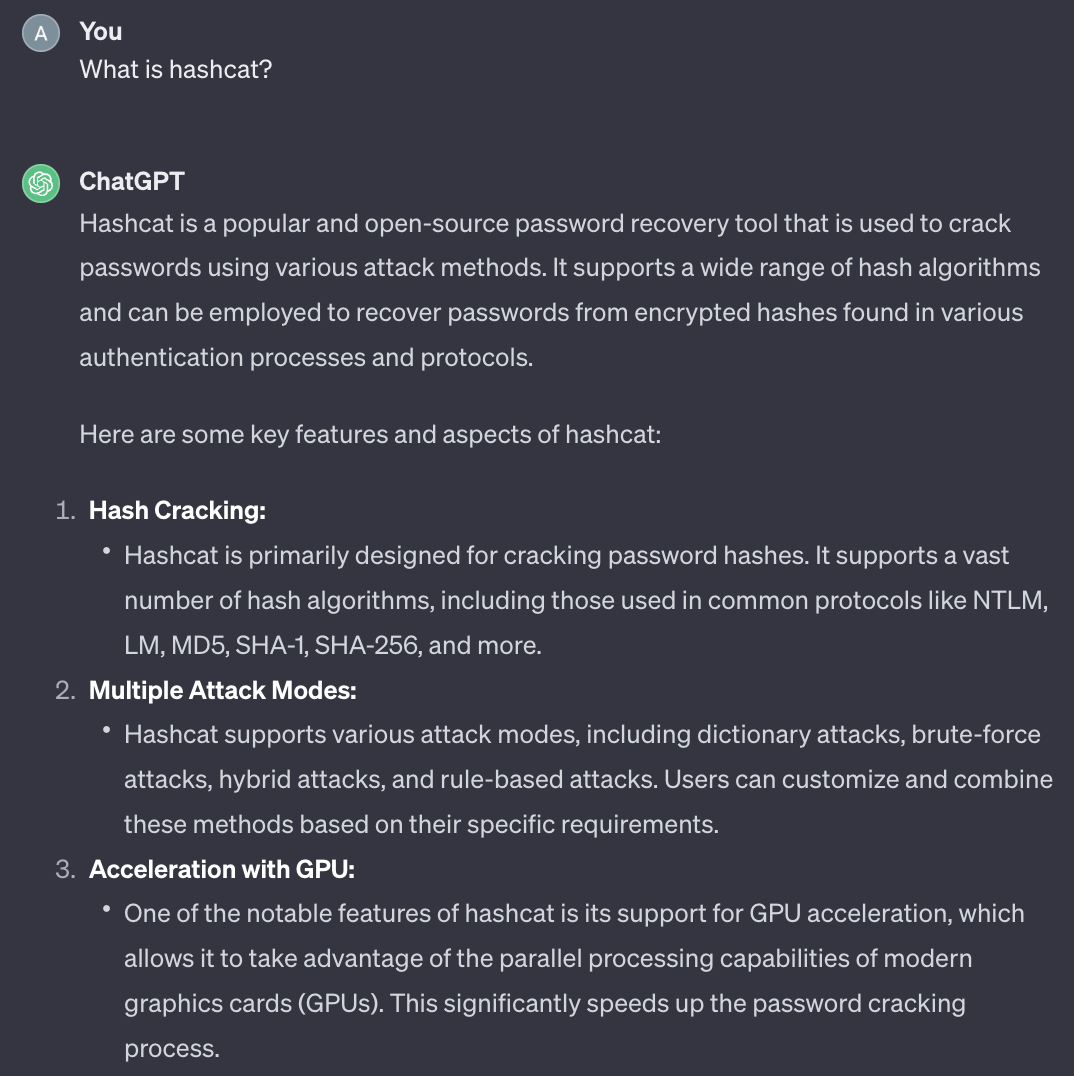 A
You
What is hashcat?
ChatGPT
Hashcat is a popular and open-source password recovery tool that is used to crack
passwords using various attack methods. It supports a wide range of hash algorithms
and can be employed to recover passwords from encrypted hashes found in various
authentication processes and protocols.
Here are some key features and aspects of hashcat:
1. Hash Cracking:
• Hashcat is primarily designed for cracking password hashes. It supports a vast
number of hash algorithms, including those used in common protocols like NTLM,
LM, MD5, SHA-1, SHA-256, and more.
2. Multiple Attack Modes:
• Hashcat supports various attack modes, including dictionary attacks, brute-force
attacks, hybrid attacks, and rule-based attacks. Users can customize and combine
these methods based on their specific requirements.
3. Acceleration with GPU:
• One of the notable features of hashcat is its support for GPU acceleration, which
allows it to take advantage of the parallel processing capabilities of modern
graphics cards (GPUs). This significantly speeds up the password cracking
process.